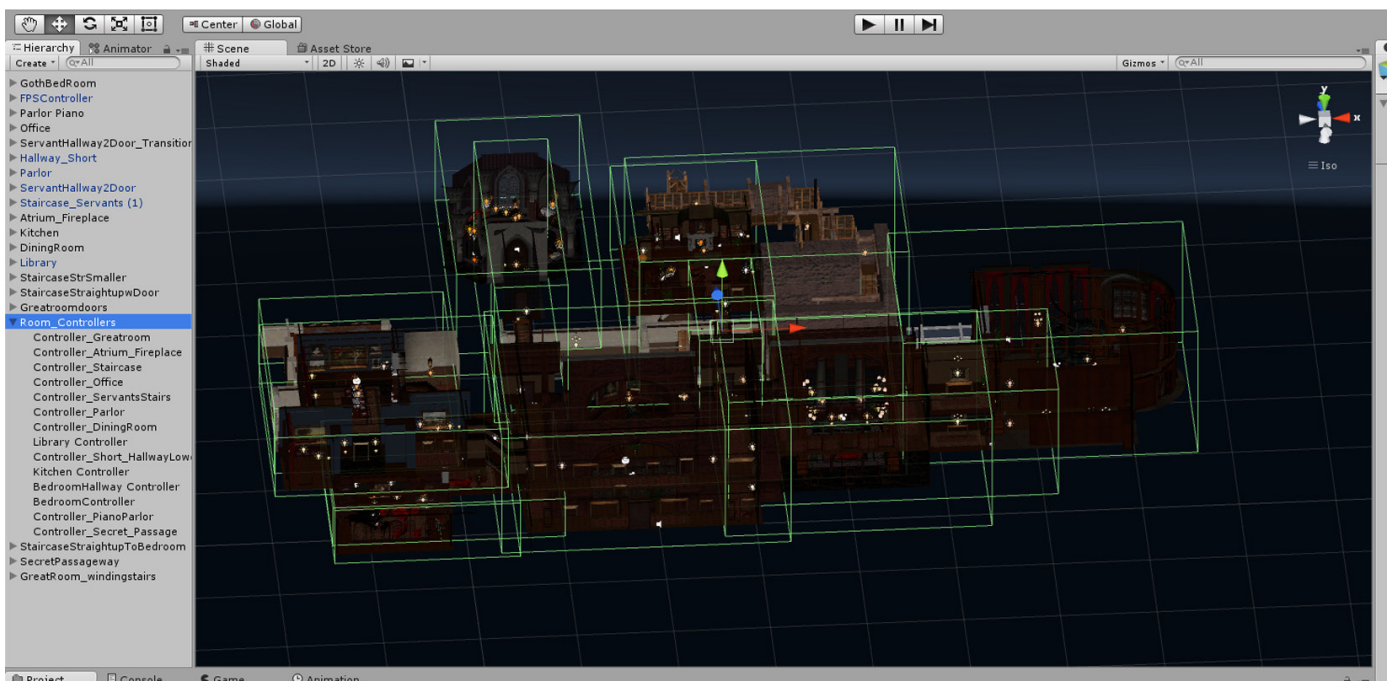 Center Global
Hierarchy Animator
Scene Asset Store
Create All
Shaded 2D Gizmos All
GothBedRoom
FPSController
Parlor Piano
Office
ServantHallway2Door_Transition
Hallway_Short
Parlor
ServantHallway2Door
Staircase_Servants (1)
Atrium_Fireplace
Kitchen
DiningRoom
Library
StaircaseStrSmaller
StaircaseStraightupwDoor
Greatroomdoors
Room_Controllers
Controller_Greatroom
Controller_Atrium_Fireplace
Controller_Staircase
Controller_Office
Controller_ServantsStairs
Controller_Parlor
Controller_DiningRoom
Library Controller
Controller_Short_HallwayLow
Kitchen Controller
BedroomHallway Controller
BedroomController
Controller_PianoParlor
Controller_Secret_Passage
StaircaseStraightupToBedroom
SecretPassageway
GreatRoom_windingstairs
y
x
Iso
Project Console Game Animation